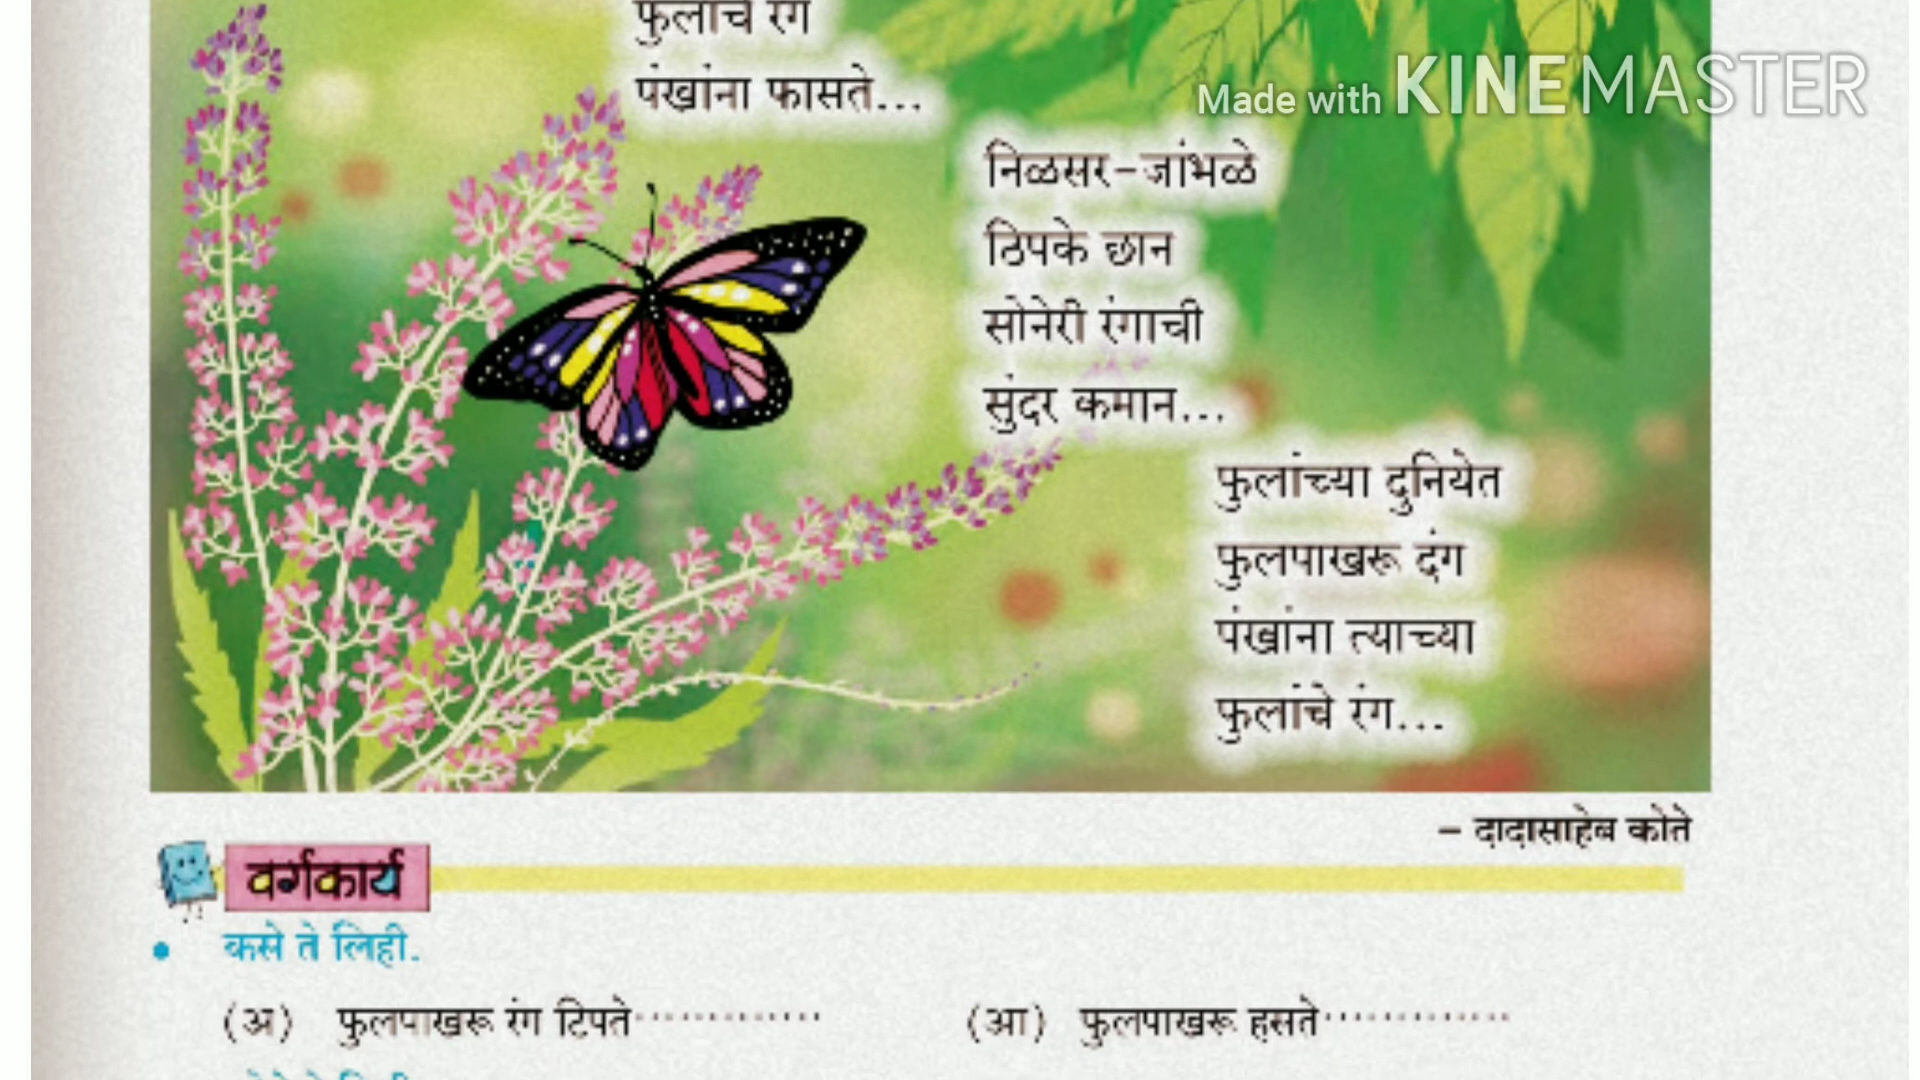 फुलांचे रंग
पंखांना फासते...
Made with KINEMASTER
निळसर-जांभळे
ठिपके छान
सोनेरी रंगाची
सुंदर कमान...
फुलांच्या दुनियेत
फुलपाखरू दंग
पंखांना त्याच्या
फुलांचे रंग...
– दादासाहेब कोते
वर्गकार्य
• कसे ते लिही.
(अ) फुलपाखरू रंग टिपते·············
(आ) फुलपाखरू हसते·············